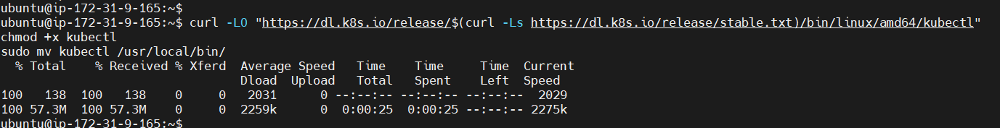 ubuntu@ip-172-31-9-165:~$
ubuntu@ip-172-31-9-165:~$ curl -LO "https://dl.k8s.io/release/$(curl -Ls https://dl.k8s.io/release/stable.txt)/bin/linux/amd64/kubectl"
chmod +x kubectl
sudo mv kubectl /usr/local/bin/
  % Total    % Received % Xferd  Average Speed   Time    Time     Time  Current
                                 Dload  Upload   Total   Spent    Left  Speed
100   138  100   138    0     0   2031      0 --:--:-- --:--:-- --:--:--  2029
100 57.3M  100 57.3M    0     0  2259k      0  0:00:25  0:00:25 --:--:-- 2275k
ubuntu@ip-172-31-9-165:~$